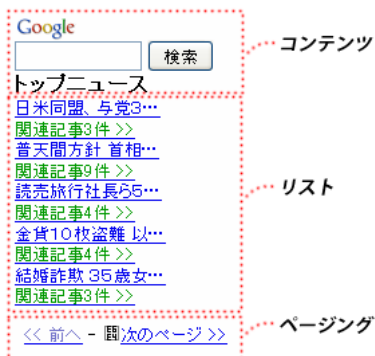 Google
検索
コンテンツ
トップニュース
日米同盟、与党3…
関連記事3件 >>
普天間方針 首相…
関連記事9件 >>
読売旅行社長ら5…
関連記事4件 >>
リスト
金貨10枚盗難 以…
関連記事4件 >>
結婚詐欺 35歳女…
関連記事3件 >>
<< 前へ - 次のページ >>
ページング